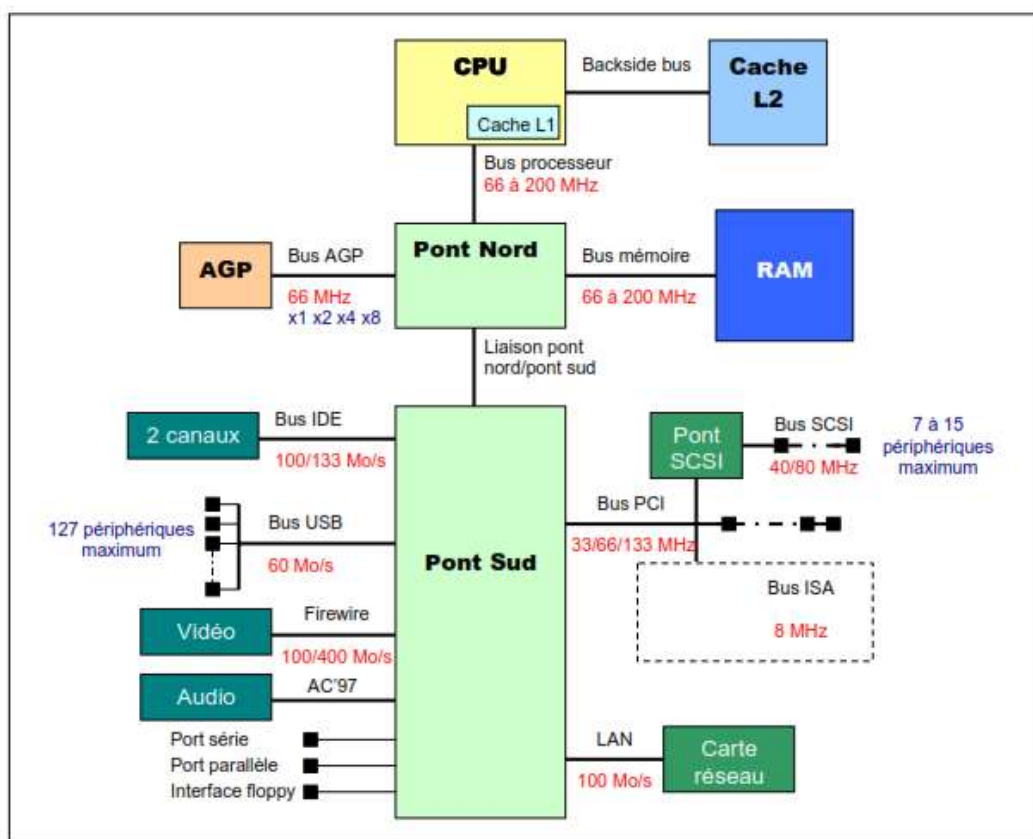 CPU
Cache L1
Backside bus
Cache
L2
Bus processeur
66 à 200 MHz
AGP
Bus AGP
66 MHz
x1 x2 x4 x8
Pont Nord
Bus mémoire
66 à 200 MHz
RAM
Liaison pont
nord/pont sud
2 canaux
Bus IDE
100/133 Mo/s
127 périphériques
maximum
Bus USB
60 Mo/s
Vidéo
Firewire
100/400 Mo/s
Audio
AC'97
Port série
Port parallèle
Interface floppy
Pont Sud
Bus PCI
33/66/133 MHz
Pont
SCSI
Bus SCSI
40/80 MHz
7 à 15
périphériques
maximum
Bus ISA
8 MHz
LAN
100 Mo/s
Carte
réseau